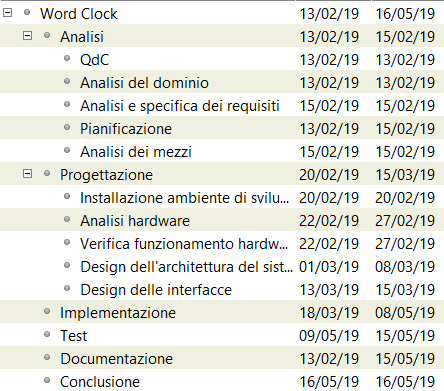 Word Clock 13/02/19 16/05/19
Analisi 13/02/19 15/02/19
QdC 13/02/19 13/02/19
Analisi del dominio 13/02/19 13/02/19
Analisi e specifica dei requisiti 15/02/19 15/02/19
Pianificazione 13/02/19 15/02/19
Analisi dei mezzi 15/02/19 15/02/19
Progettazione 20/02/19 15/03/19
Installazione ambiente di svilu... 20/02/19 20/02/19
Analisi hardware 22/02/19 27/02/19
Verifica funzionamento hardw... 22/02/19 27/02/19
Design dell'architettura del sist... 01/03/19 08/03/19
Design delle interfacce 13/03/19 15/03/19
Implementazione 18/03/19 08/05/19
Test 09/05/19 15/05/19
Documentazione 13/02/19 15/05/19
Conclusione 16/05/19 16/05/19